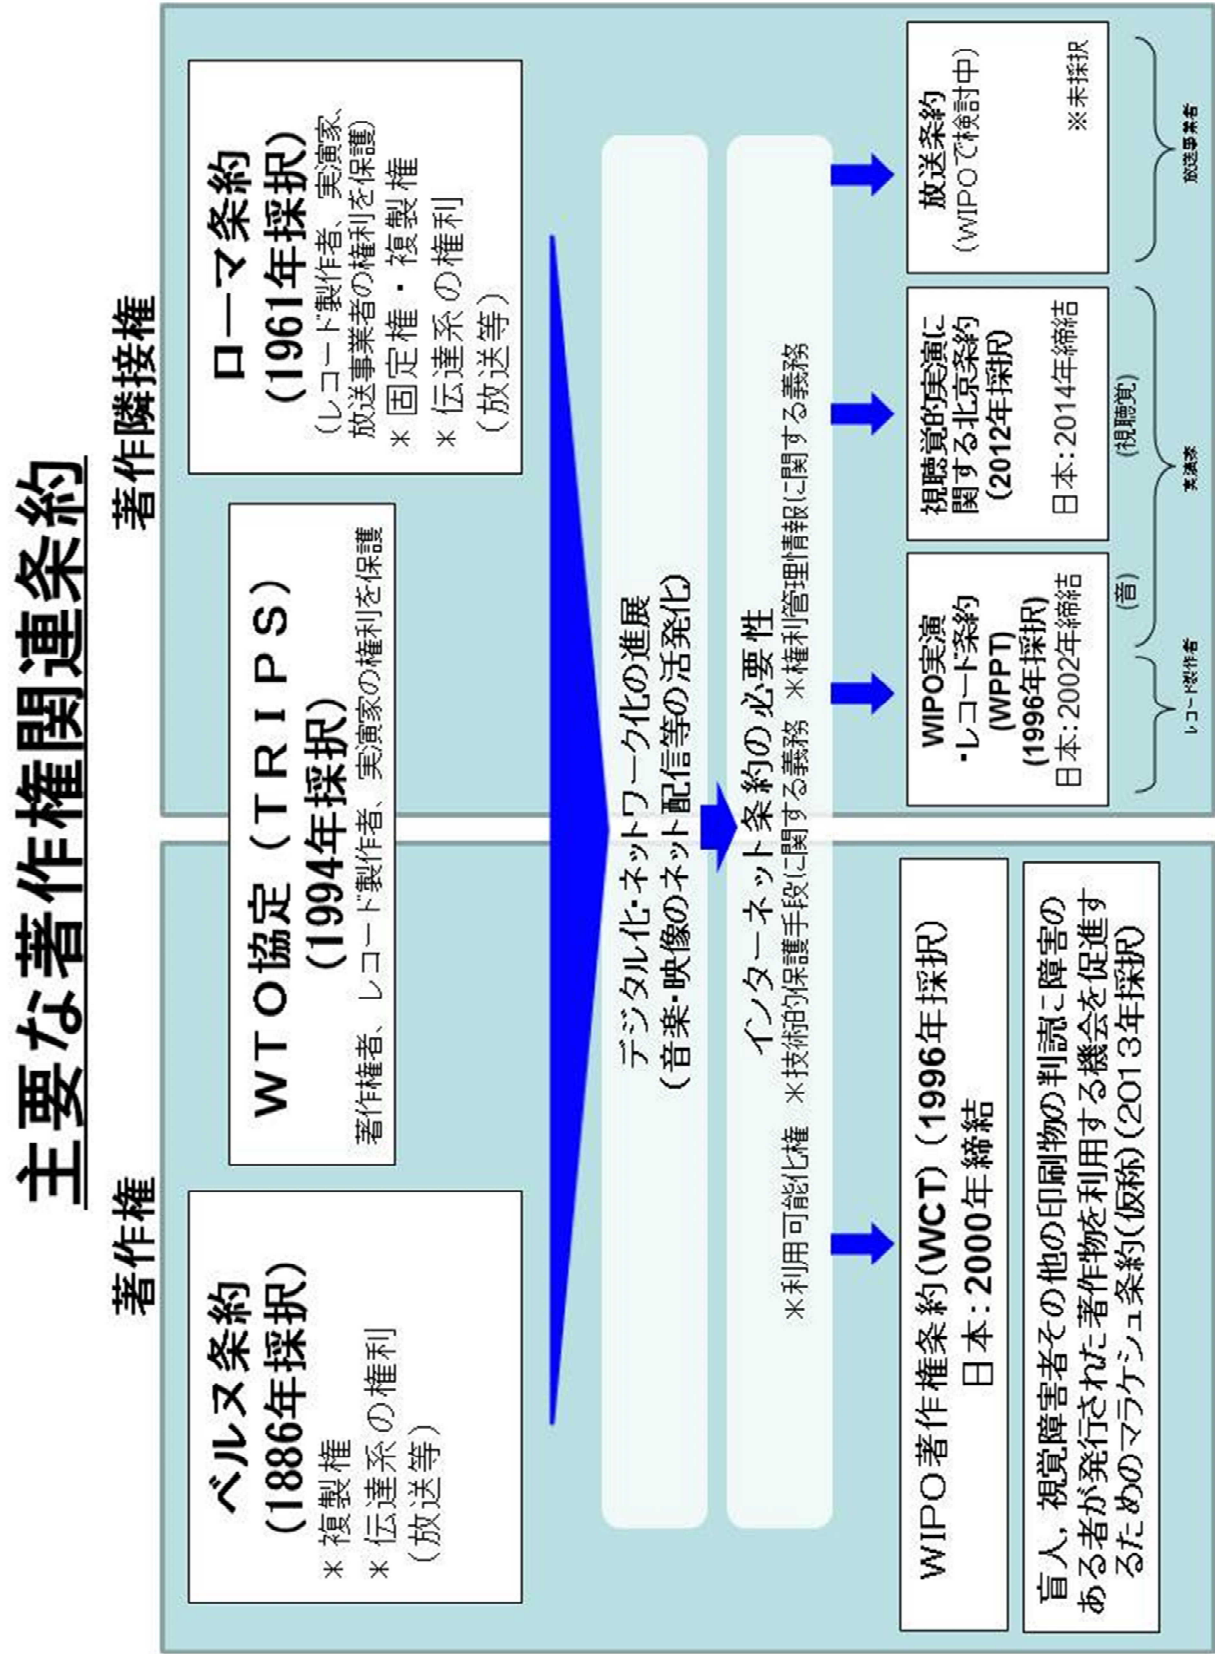 主要な著作権関連条約
著作権
著作隣接権
ベルヌ条約
(1886年採択)
＊複製権
＊伝達系の権利
(放送等)
ＷＴＯ協定（ＴＲＩＰＳ）
(1994年採択)
著作権者、レコード製作者、実演家の権利を保護
ローマ条約
(1961年採択)
(レコード製作者、実演家、
放送事業者の権利を保護)
＊固定権・複製権
＊伝達系の権利
(放送等)
デジタル化・ネットワーク化の進展
(音楽・映像のネット配信等の活発化)
インターネット条約の必要性
※利用可能化権 ※技術的保護手段に関する義務 ※権利管理情報に関する義務
WIPO著作権条約(WCT)（1996年採択）
日本：2000年締結
盲人，視覚障害者その他の印刷物の判読に障害の
ある者が発行された著作物を利用する機会を促進す
るためのマラケシュ条約(仮称)(2013年採択)
WIPO実演
・レコード条約
(WPPT)
(1996年採択)
日本：2002年締結
視聴覚的実演に
関する北京条約
(2012年採択)
日本：2014年締結
放送条約
(WIPOで検討中)
※未採択
(音)
(視聴覚)
レコード製作者
実演家
放送事業者